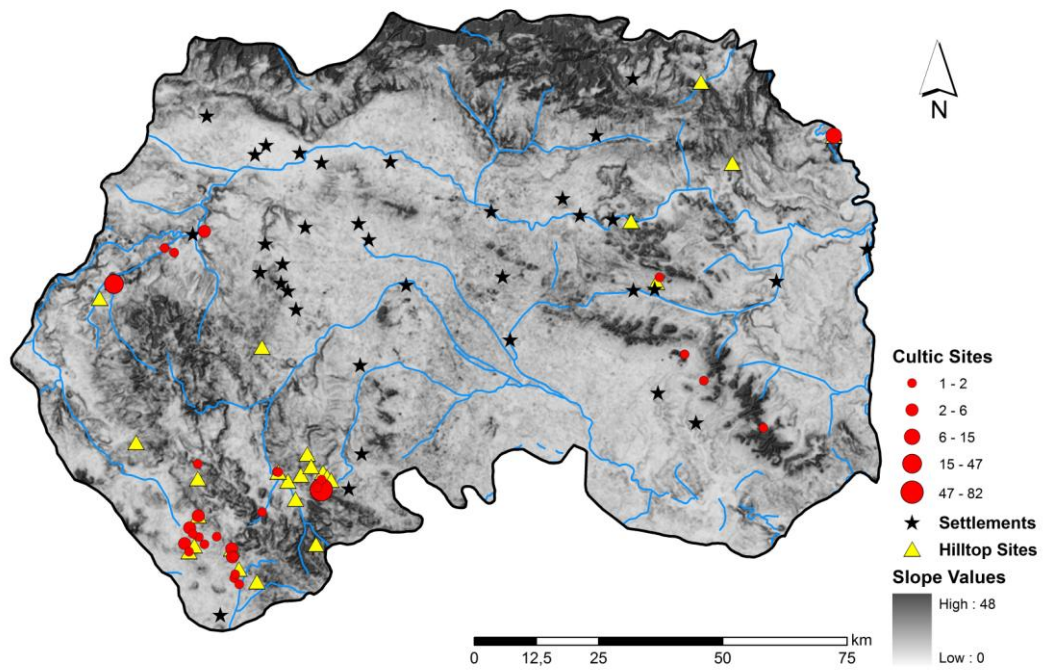 N
Cultic Sites
1 - 2
2 - 6
6 - 15
15 - 47
47 - 82
Settlements
Hilltop Sites
Slope Values
High : 48
Low : 0
km
0 12,5 25 50 75